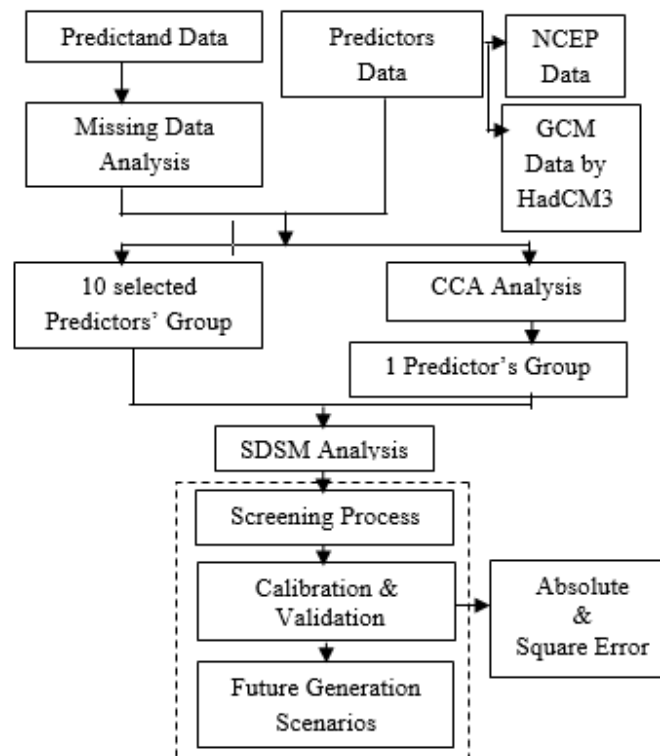 Predictand Data
Predictors
Data
NCEP
Data
Missing Data
Analysis
GCM
Data by
HadCM3
10 selected
Predictors’ Group
CCA Analysis
1 Predictor’s Group
SDSM Analysis
Screening Process
Calibration &
Validation
Absolute
&
Square Error
Future Generation
Scenarios